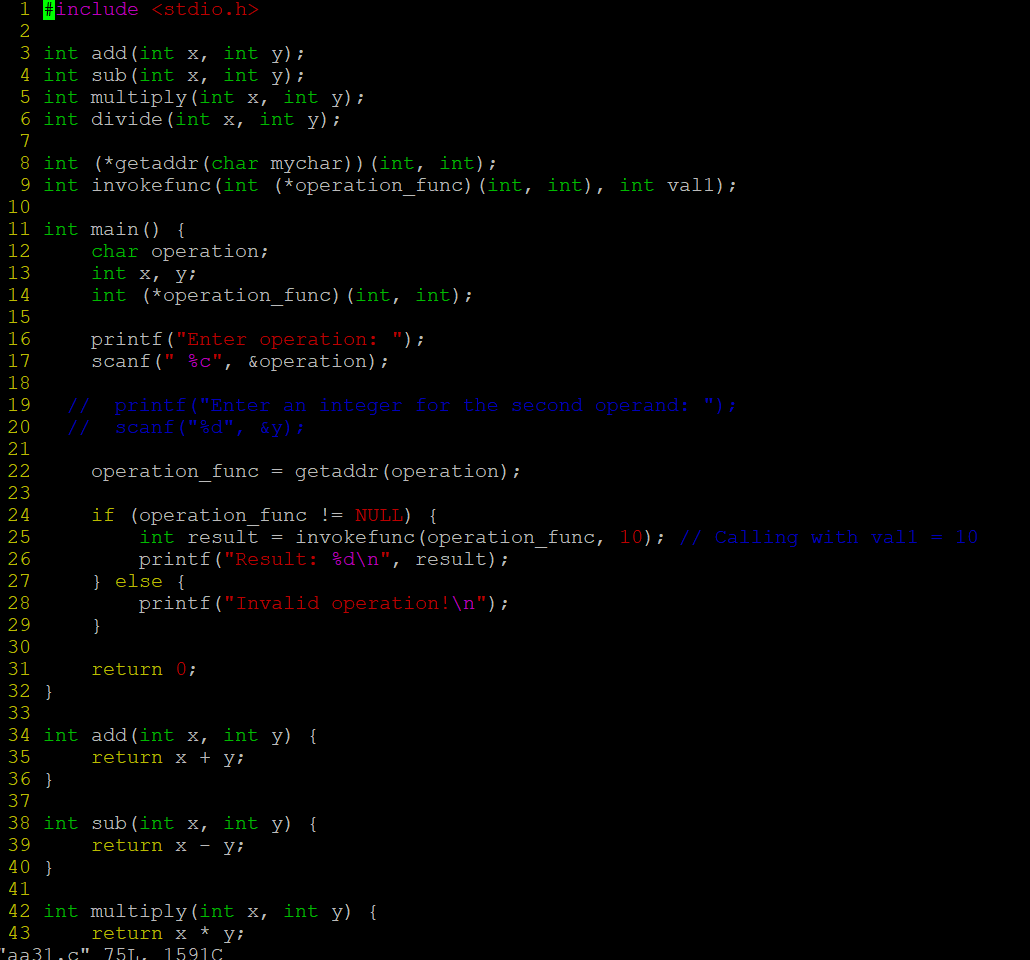 1 #include <stdio.h>
2
3 int add(int x, int y);
4 int sub(int x, int y);
5 int multiply(int x, int y);
6 int divide(int x, int y);
7
8 int (*getaddr(char mychar))(int, int);
9 int invokefunc(int (*operation_func)(int, int), int val1);
10
11 int main() {
12     char operation;
13     int x, y;
14     int (*operation_func)(int, int);
15
16     printf("Enter operation: ");
17     scanf(" %c", &operation);
18
19   //  printf("Enter an integer for the second operand: ");
20   //  scanf("%d", &y);
21
22     operation_func = getaddr(operation);
23
24     if (operation_func != NULL) {
25         int result = invokefunc(operation_func, 10); // Calling with val1 = 10
26         printf("Result: %d\n", result);
27     } else {
28         printf("Invalid operation!\n");
29     }
30
31     return 0;
32 }
33
34 int add(int x, int y) {
35     return x + y;
36 }
37
38 int sub(int x, int y) {
39     return x - y;
40 }
41
42 int multiply(int x, int y) {
43     return x * y;
"aa31.c" 75L, 1591C